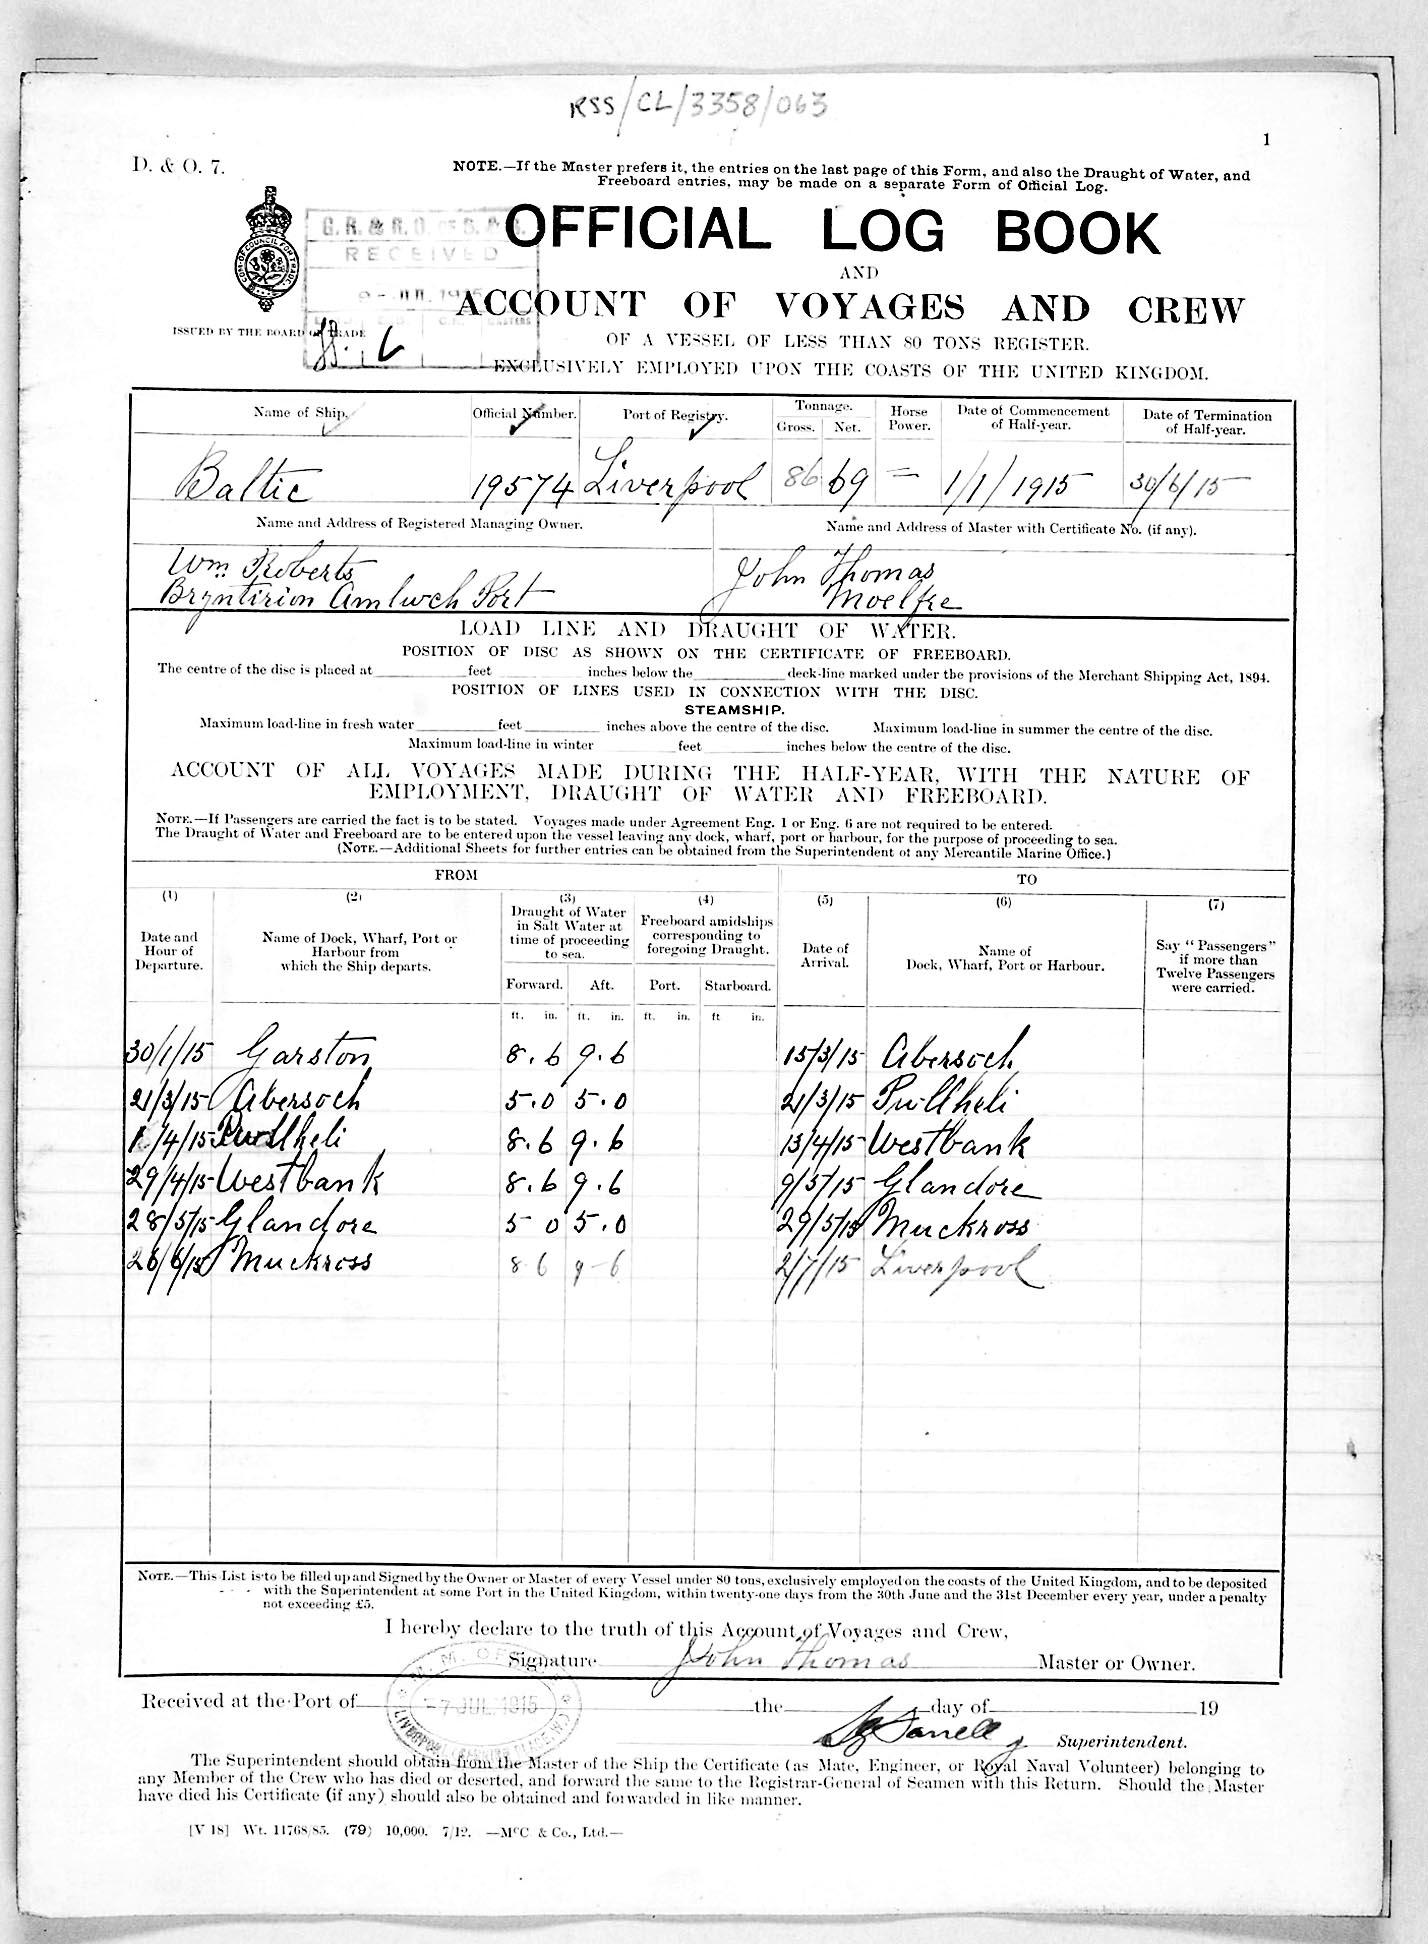 RSS/CL/3358/063
1
D. & O. 7.
NOTE.—If the Master prefers it, the entries on the last page of this Form, and also the Draught of Water, and
Freeboard entries, may be made on a separate Form of Official Log.
RECEIVED
OFFICIAL LOG BOOK
AND
ACCOUNT OF VOYAGES AND CREW
ISSUED BY THE BOARD OF TRADE
OF A VESSEL OF LESS THAN 80 TONS REGISTER.
EXCLUSIVELY EMPLOYED UPON THE COASTS OF THE UNITED KINGDOM.
Name of Ship. Official Number. Port of Registry. Tonnage. Gross. Net. Horse Power. Date of Commencement of Half-year. Date of Termination of Half-year.
Baltic 19574 Liverpool 86 69 = 1/1/1915 30/6/15
Name and Address of Registered Managing Owner. Name and Address of Master with Certificate No. (if any).
Wm. Roberts John Thomas
Bryntirion Amlwch Port Moelfre
LOAD LINE AND DRAUGHT OF WATER.
POSITION OF DISC AS SHOWN ON THE CERTIFICATE OF FREEBOARD.
The centre of the disc is placed at feet inches below the deck-line marked under the provisions of the Merchant Shipping Act, 1894.
POSITION OF LINES USED IN CONNECTION WITH THE DISC.
STEAMSHIP.
Maximum load-line in fresh water feet inches above the centre of the disc. Maximum load-line in summer the centre of the disc.
Maximum load-line in winter feet inches below the centre of the disc.
ACCOUNT OF ALL VOYAGES MADE DURING THE HALF-YEAR, WITH THE NATURE OF
EMPLOYMENT, DRAUGHT OF WATER AND FREEBOARD.
NOTE.—If Passengers are carried the fact is to be stated. Voyages made under Agreement Eng. 1 or Eng. 6 are not required to be entered.
The Draught of Water and Freeboard are to be entered upon the vessel leaving any dock, wharf, port or harbour, for the purpose of proceeding to sea.
(NOTE.—Additional Sheets for further entries can be obtained from the Superintendent of any Mercantile Marine Office.)
FROM TO
(1) (2) (3) (4) (5) (6) (7)
Date and Hour of Departure. Name of Dock, Wharf, Port or Harbour from which the Ship departs. Draught of Water in Salt Water at time of proceeding to sea. Freeboard amidships corresponding to foregoing Draught. Date of Arrival. Name of Dock, Wharf, Port or Harbour. Say "Passengers" if more than Twelve Passengers were carried.
Forward. Aft. Port. Starboard.
ft. in. ft. in. ft. in. ft in.
30/1/15 Garston 8.6 9.6 15/3/15 Abersoch
21/3/15 Abersoch 5.0 5.0 21/3/15 Pwllheli
/4/15 Pwllheli 8.6 9.6 13/4/15 Westbank
29/4/15 Westbank 8.6 9.6 9/5/15 Glandore
28/5/15 Glandore 5 0 5.0 29/5/15 Muckross
26/6/15 Muckross 8 6 9-6 2/7/15 Liverpool
NOTE.—This List is to be filled up and Signed by the Owner or Master of every Vessel under 80 tons, exclusively employed on the coasts of the United Kingdom, and to be deposited
with the Superintendent at some Port in the United Kingdom, within twenty-one days from the 30th June and the 31st December every year, under a penalty
not exceeding £5.
I hereby declare to the truth of this Account of Voyages and Crew,
Signature John Thomas Master or Owner.
M. M. OFFICE
-7 JUL 1915
Received at the Port of the day of 19
Superintendent.
The Superintendent should obtain from the Master of the Ship the Certificate (as Mate, Engineer, or Royal Naval Volunteer) belonging to
any Member of the Crew who has died or deserted, and forward the same to the Registrar-General of Seamen with this Return. Should the Master
have died his Certificate (if any) should also be obtained and forwarded in like manner.
[V 18] Wt. 11768/85. (79) 10,000. 7/12. —McC & Co., Ltd.—